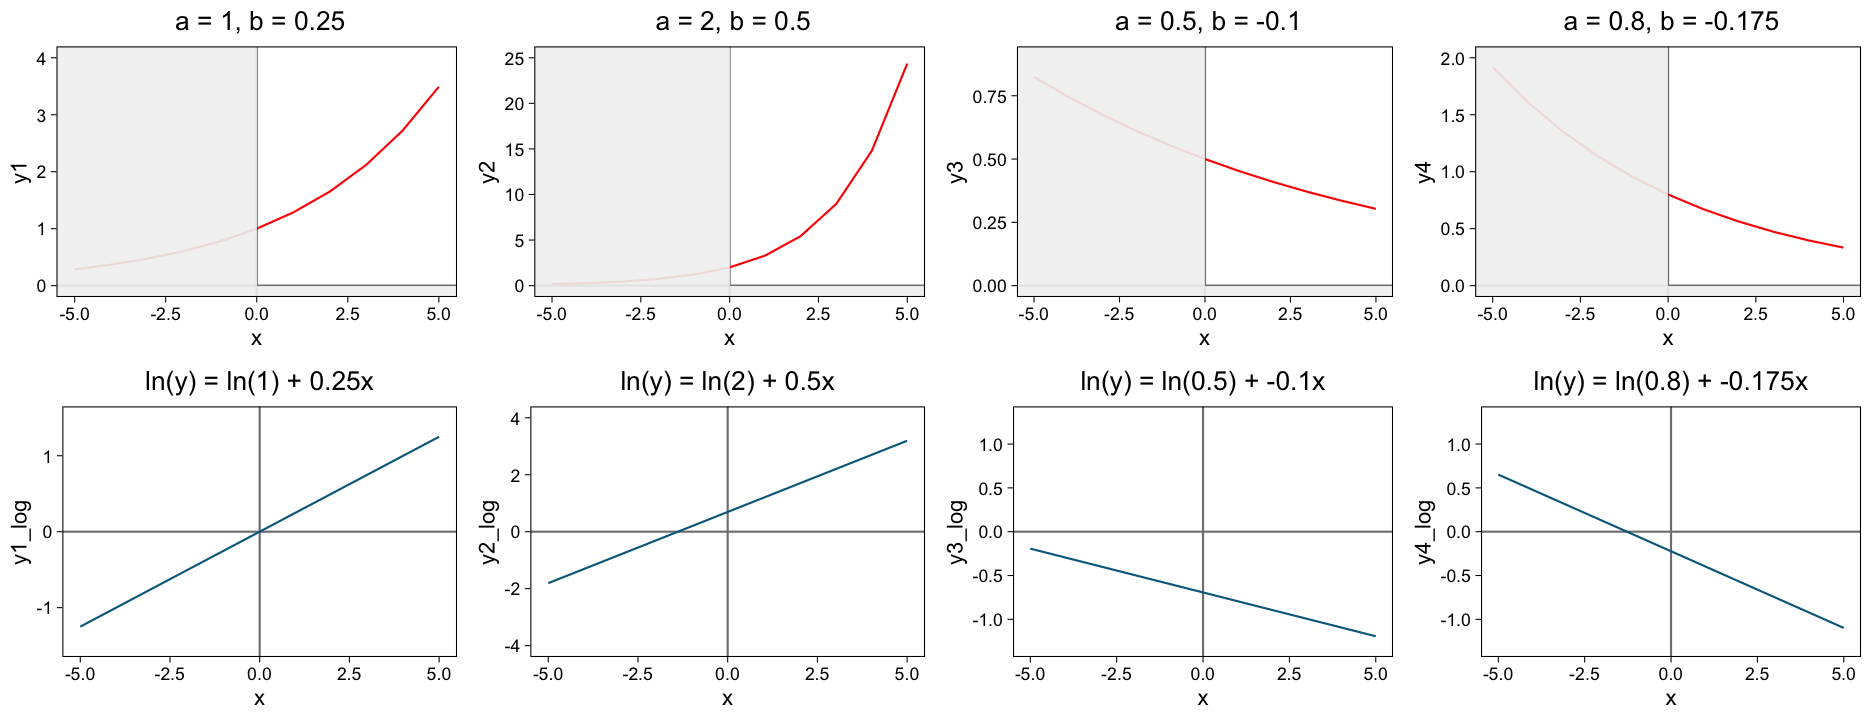 a = 1, b = 0.25
4
3
2
1
0
y1
-5.0 -2.5 0.0 2.5 5.0
x
a = 2, b = 0.5
25
20
15
10
5
0
y2
-5.0 -2.5 0.0 2.5 5.0
x
a = 0.5, b = -0.1
0.75
0.50
0.25
0.00
y3
-5.0 -2.5 0.0 2.5 5.0
x
a = 0.8, b = -0.175
2.0
1.5
1.0
0.5
0.0
y4
-5.0 -2.5 0.0 2.5 5.0
x
ln(y) = ln(1) + 0.25x
1
0
-1
y1_log
-5.0 -2.5 0.0 2.5 5.0
x
ln(y) = ln(2) + 0.5x
4
2
0
-2
-4
y2_log
-5.0 -2.5 0.0 2.5 5.0
x
ln(y) = ln(0.5) + -0.1x
1.0
0.5
0.0
-0.5
-1.0
y3_log
-5.0 -2.5 0.0 2.5 5.0
x
ln(y) = ln(0.8) + -0.175x
1.0
0.5
0.0
-0.5
-1.0
y4_log
-5.0 -2.5 0.0 2.5 5.0
x